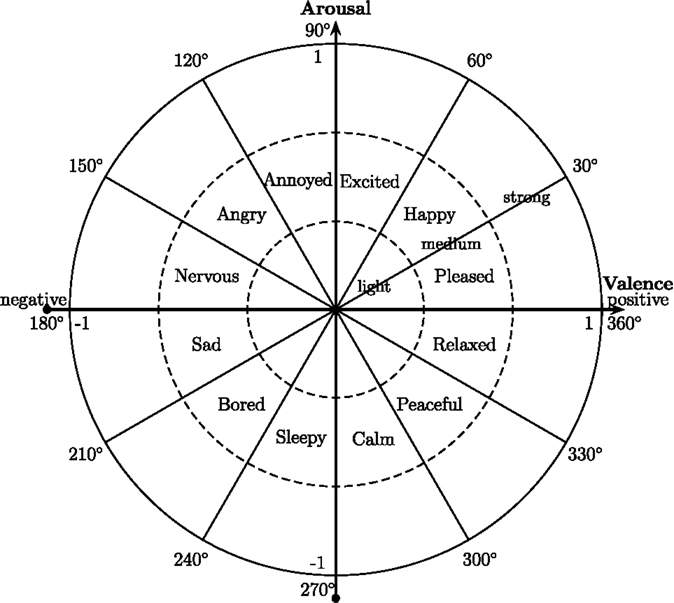 Arousal
90°
1
120°
60°
150°
30°
Annoyed
Excited
strong
Angry
Happy
medium
Nervous
Pleased
light
Valence
negative
positive
180°
-1
1
360°
Sad
Relaxed
Bored
Peaceful
Sleepy
Calm
210°
330°
240°
300°
-1
270°